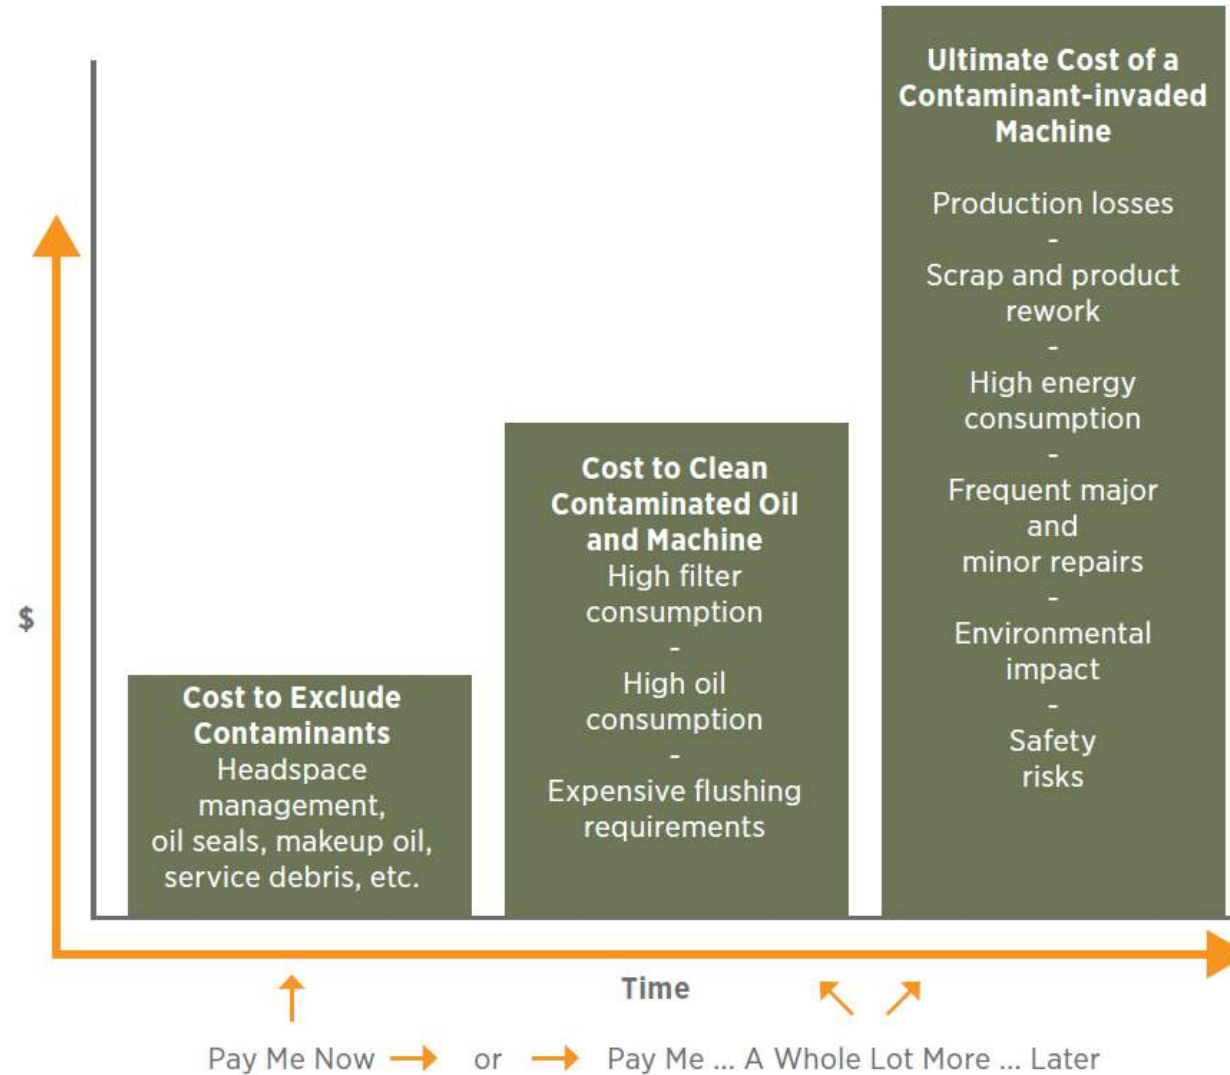 Ultimate Cost of a
Contaminant-invaded
Machine
Production losses
-
Scrap and product
rework
-
High energy
consumption
-
Frequent major
and
minor repairs
-
Environmental
impact
-
Safety
risks
Cost to Clean
Contaminated Oil
and Machine
High filter
consumption
-
High oil
consumption
-
Expensive flushing
requirements
$
Cost to Exclude
Contaminants
Headspace
management,
oil seals, makeup oil,
service debris, etc.
Time
Pay Me Now → or → Pay Me ... A Whole Lot More ... Later